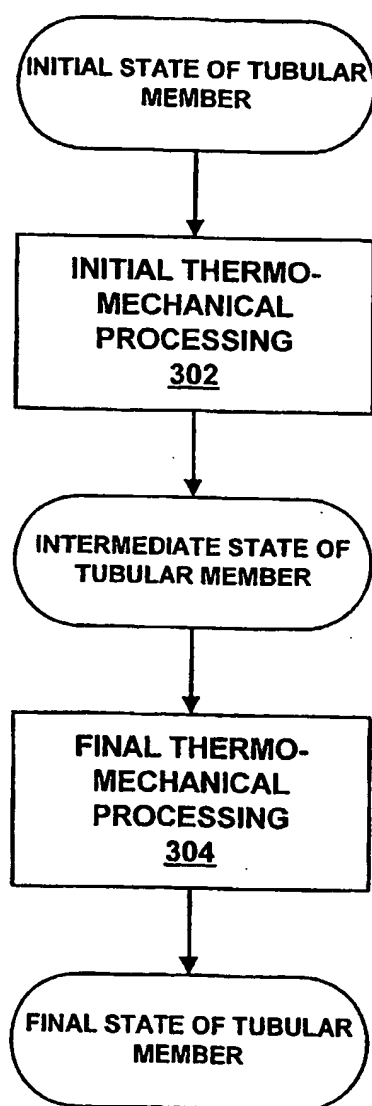 INITIAL STATE OF TUBULAR
MEMBER
INITIAL THERMO-
MECHANICAL
PROCESSING
302
INTERMEDIATE STATE OF
TUBULAR MEMBER
FINAL THERMO-
MECHANICAL
PROCESSING
304
FINAL STATE OF TUBULAR
MEMBER